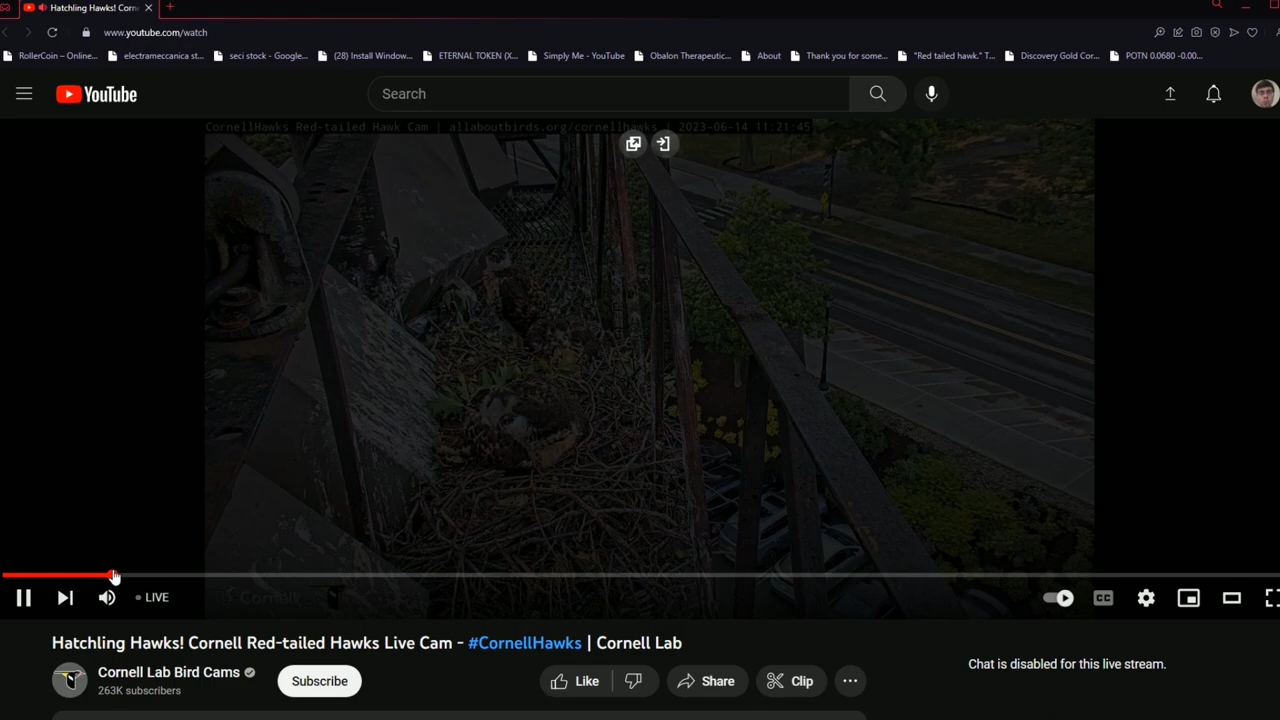 Hatchling Hawks! Corne
www.youtube.com/watch
RollerCoin – Online... electrameccanica st... seci stock - Google... (28) Install Window... ETERNAL TOKEN (X... Simply Me - YouTube Obalon Therapeutic... About Thank you for some... "Red tailed hawk." T... Discovery Gold Cor... POTN 0.0680 -0.00...
YouTube Search
CornellHawks Red-tailed Hawk Cam | allaboutbirds.org/cornellhawks | 2023-06-14 11:21:45
Cornell
LIVE CC
Hatchling Hawks! Cornell Red-tailed Hawks Live Cam - #CornellHawks | Cornell Lab
Chat is disabled for this live stream.
Cornell Lab Bird Cams
263K subscribers
Subscribe Like Share Clip